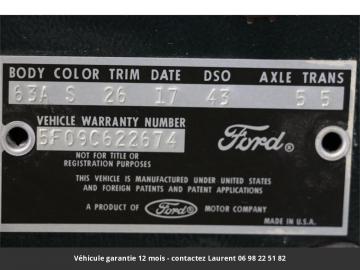 BODY COLOR TRIM DATE DSO AXLE TRANS
63A S 26 17 43 5 5
VEHICLE WARRANTY NUMBER
5F09C622674
Ford®
NOT FOR TITLE OR
REGISTRATION PURPOSES
THIS VEHICLE IS MANUFACTURED UNDER UNITED STATES
AND FOREIGN PATENTS AND PATENT APPLICATIONS
A PRODUCT OF Ford® MOTOR COMPANY
MADE IN U.S.A.
Véhicule garantie 12 mois - contactez Laurent 06 98 22 51 82